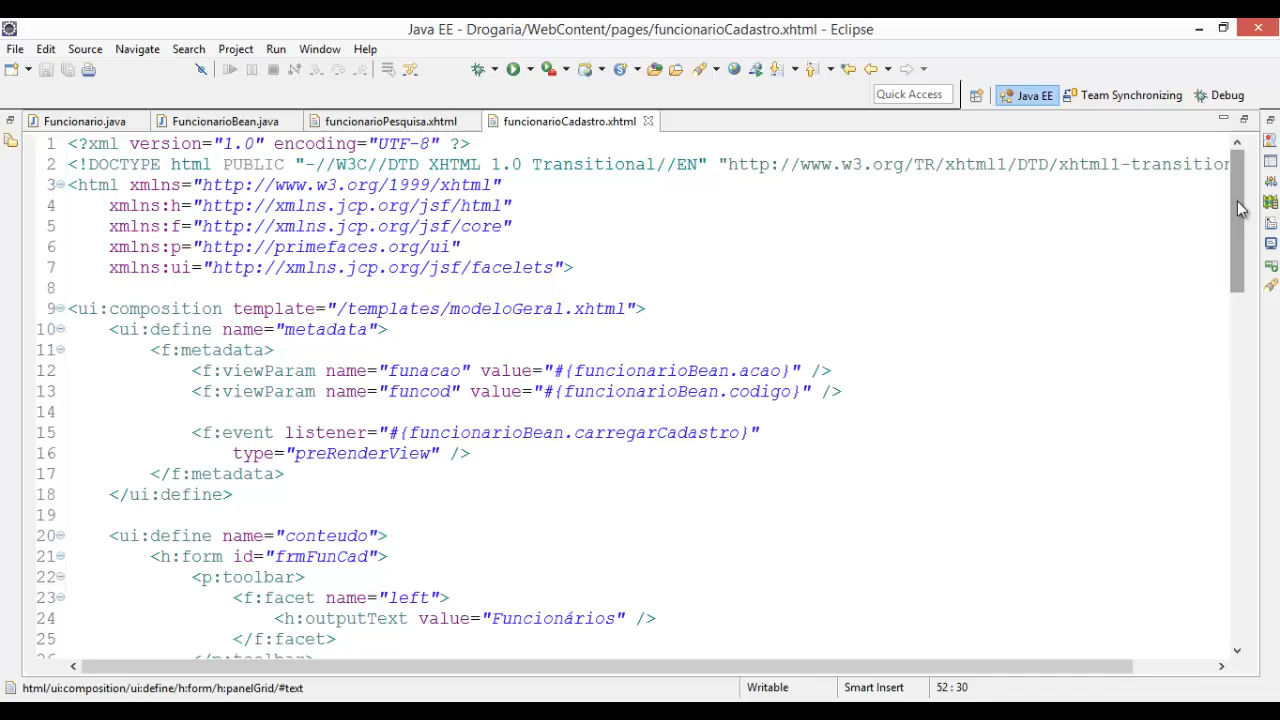 Java EE - Drogaria/WebContent/pages/funcionarioCadastro.xhtml - Eclipse
File Edit Source Navigate Search Project Run Window Help
Quick Access Java EE Team Synchronizing Debug
Funcionario.java FuncionarioBean.java funcionarioPesquisa.xhtml funcionarioCadastro.xhtml
1 <?xml version="1.0" encoding="UTF-8" ?>
2 <!DOCTYPE html PUBLIC "-//W3C//DTD XHTML 1.0 Transitional//EN" "http://www.w3.org/TR/xhtml1/DTD/xhtml1-transition
3 <html xmlns="http://www.w3.org/1999/xhtml"
4 xmlns:h="http://xmlns.jcp.org/jsf/html"
5 xmlns:f="http://xmlns.jcp.org/jsf/core"
6 xmlns:p="http://primefaces.org/ui"
7 xmlns:ui="http://xmlns.jcp.org/jsf/facelets">
8
9 <ui:composition template="/templates/modeloGeral.xhtml">
10 <ui:define name="metadata">
11 <f:metadata>
12 <f:viewParam name="funacao" value="#{funcionarioBean.acao}" />
13 <f:viewParam name="funcod" value="#{funcionarioBean.codigo}" />
14
15 <f:event listener="#{funcionarioBean.carregarCadastro}"
16 type="preRenderView" />
17 </f:metadata>
18 </ui:define>
19
20 <ui:define name="conteudo">
21 <h:form id="frmFunCad">
22 <p:toolbar>
23 <f:facet name="left">
24 <h:outputText value="Funcionários" />
25 </f:facet>
26 </p:toolbar>
html/ui:composition/ui:define/h:form/h:panelGrid/#text Writable Smart Insert 52 : 30